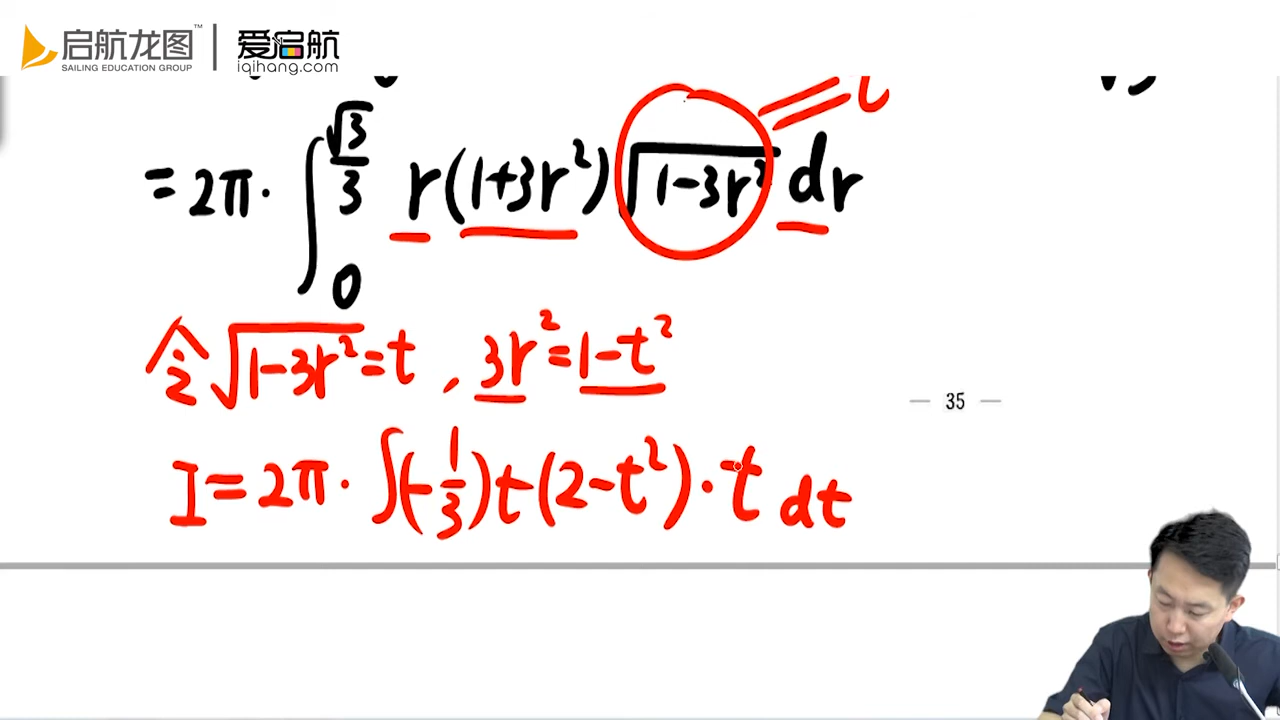 启航龙图™ | 爱启航
SAILING EDUCATION GROUP iqihang.com
= 2π · ∫₀^(√3/3) r(1+3r²)√(1-3r²) dr = t
令 √(1-3r²) = t , 3r² = 1-t²
— 35 —
I = 2π · ∫(-1/3)t(2-t²)·t dt